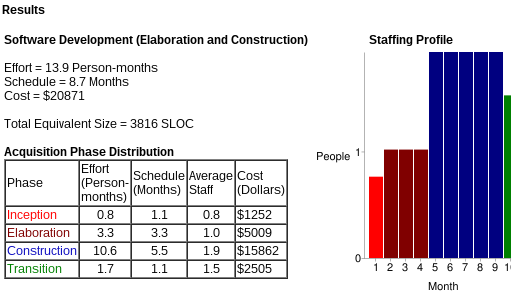 Results
Software Development (Elaboration and Construction)
Effort = 13.9 Person-months
Schedule = 8.7 Months
Cost = $20871
Total Equivalent Size = 3816 SLOC
Acquisition Phase Distribution
Phase Effort (Person-months) Schedule (Months) Average Staff Cost (Dollars)
Inception 0.8 1.1 0.8 $1252
Elaboration 3.3 3.3 1.0 $5009
Construction 10.6 5.5 1.9 $15862
Transition 1.7 1.1 1.5 $2505
Staffing Profile
1
People
0
1 2 3 4 5 6 7 8 9
Month